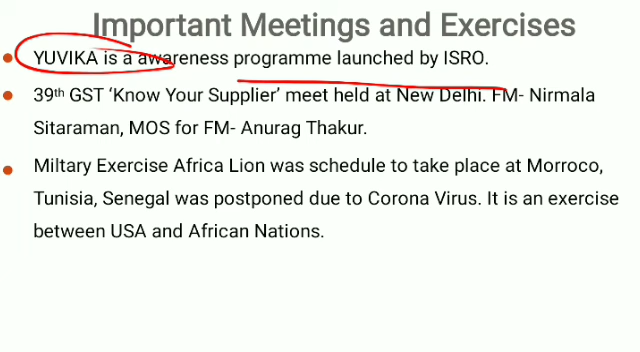 Important Meetings and Exercises
YUVIKA is a awareness programme launched by ISRO.
39th GST ‘Know Your Supplier’ meet held at New Delhi. FM- Nirmala
Sitaraman, MOS for FM- Anurag Thakur.
Miltary Exercise Africa Lion was schedule to take place at Morroco,
Tunisia, Senegal was postponed due to Corona Virus. It is an exercise
between USA and African Nations.